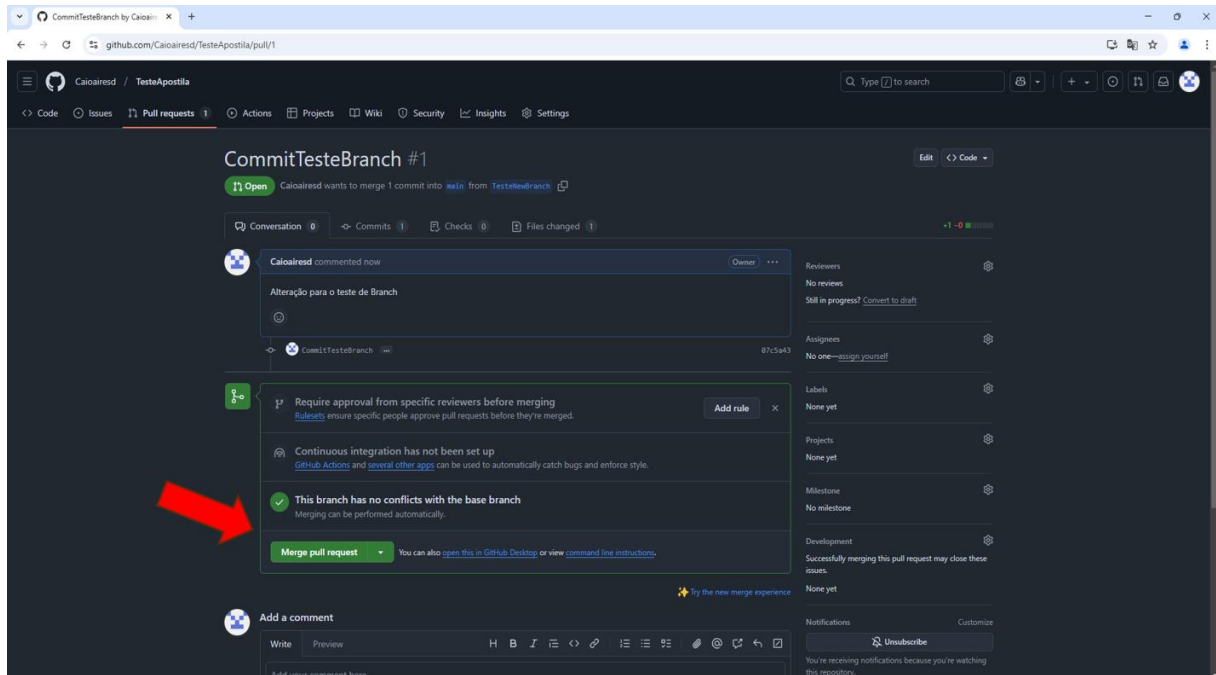 CommitTesteBranch by Caioaire
github.com/Caioairesd/TesteApostila/pull/1
Caioairesd / TesteApostila
Type / to search
Code Issues Pull requests 1 Actions Projects Wiki Security Insights Settings
CommitTesteBranch #1
Edit <> Code
Open Caioairesd wants to merge 1 commit into main from TesteNewBranch
Conversation 0 Commits 1 Checks 0 Files changed 1
+1 −0
Caioairesd commented now
Owner
Alteração para o teste de Branch
CommitTesteBranch ...
07c5a43
Reviewers
No reviews
Still in progress? Convert to draft
Assignees
No one—assign yourself
Labels
None yet
Projects
None yet
Milestone
No milestone
Development
Successfully merging this pull request may close these
issues.
None yet
Notifications Customize
Unsubscribe
You're receiving notifications because you're watching
this repository.
Require approval from specific reviewers before merging
Rulesets ensure specific people approve pull requests before they're merged.
Add rule
Continuous integration has not been set up
GitHub Actions and several other apps can be used to automatically catch bugs and enforce style.
This branch has no conflicts with the base branch
Merging can be performed automatically.
Merge pull request
You can also open this in GitHub Desktop or view command line instructions.
Try the new merge experience
Add a comment
Write Preview
H B I
Add your comment here